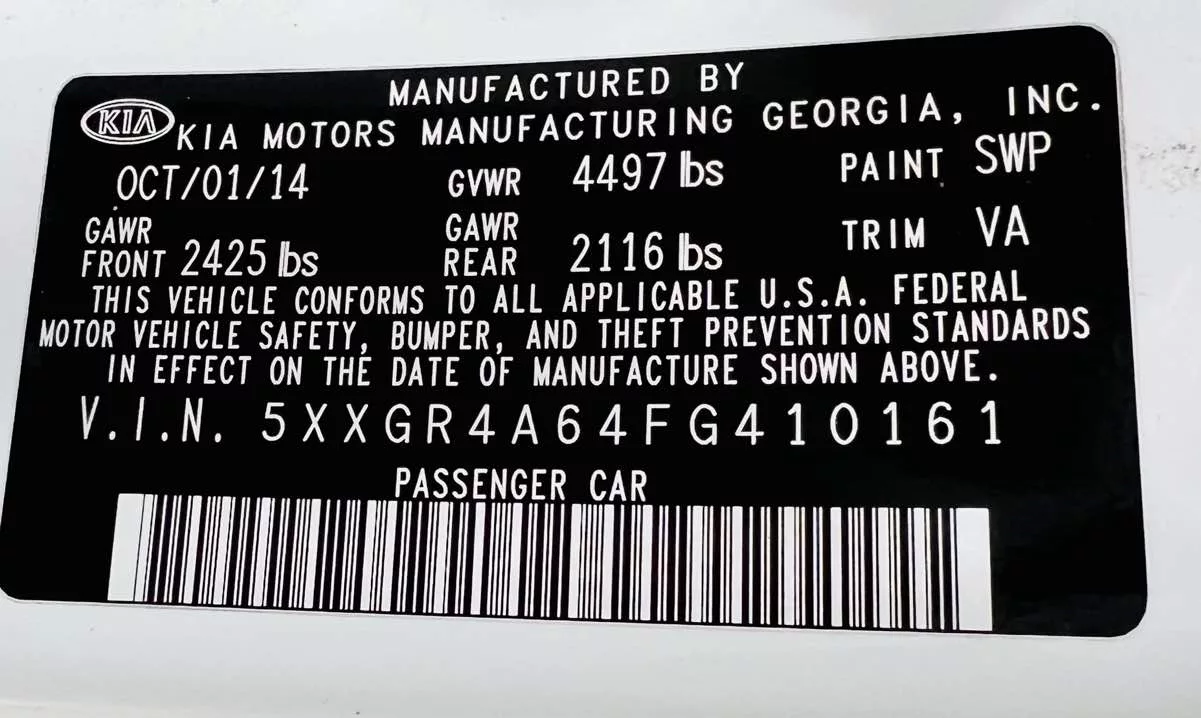 MANUFACTURED BY
KIA KIA MOTORS MANUFACTURING GEORGIA, INC.
OCT/01/14 GVWR 4497 lbs PAINT SWP
GAWR FRONT 2425 lbs GAWR REAR 2116 lbs TRIM VA
THIS VEHICLE CONFORMS TO ALL APPLICABLE U.S.A. FEDERAL
MOTOR VEHICLE SAFETY, BUMPER, AND THEFT PREVENTION STANDARDS
IN EFFECT ON THE DATE OF MANUFACTURE SHOWN ABOVE.
V.I.N. 5XXGR4A64FG410161
PASSENGER CAR